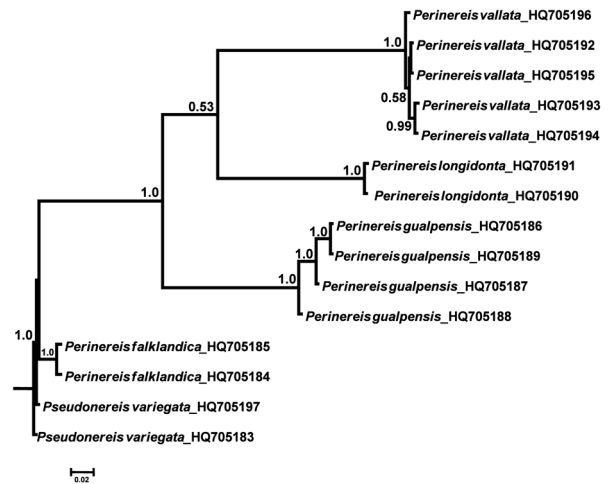 Perinereis vallata_HQ705196
1.0
Perinereis vallata_HQ705192
Perinereis vallata_HQ705195
0.58
Perinereis vallata_HQ705193
0.53
0.99
Perinereis vallata_HQ705194
Perinereis longidonta_HQ705191
1.0
1.0
Perinereis longidonta_HQ705190
Perinereis gualpensis_HQ705186
1.0
1.0
Perinereis gualpensis_HQ705189
1.0
Perinereis gualpensis_HQ705187
Perinereis gualpensis_HQ705188
1.0
Perinereis falklandica_HQ705185
1.0
Perinereis falklandica_HQ705184
Pseudonereis variegata_HQ705197
Pseudonereis variegata_HQ705183
0.02